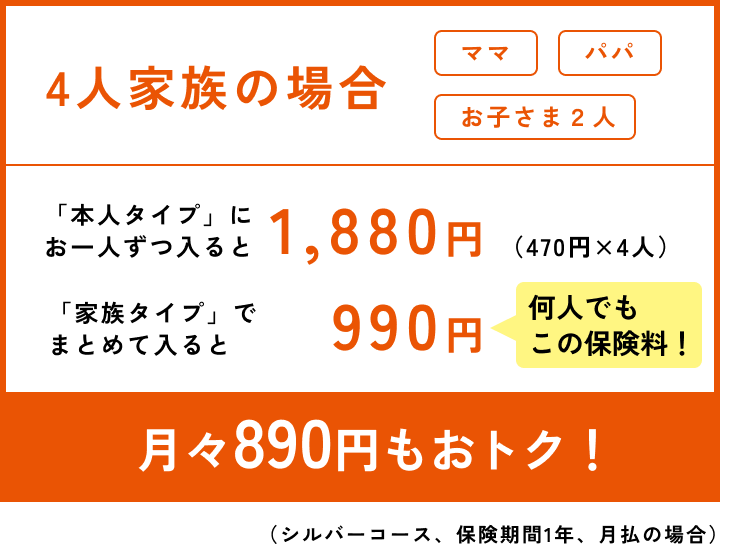 4人家族の場合
ママ
パパ
お子さま2人
「本人タイプ」に
お一人ずつ入ると
1,880円
（470円×4人）
「家族タイプ」で
まとめて入ると
990円
何人でも
この保険料！
月々890円もおトク！
（シルバーコース、保険期間1年、月払の場合）